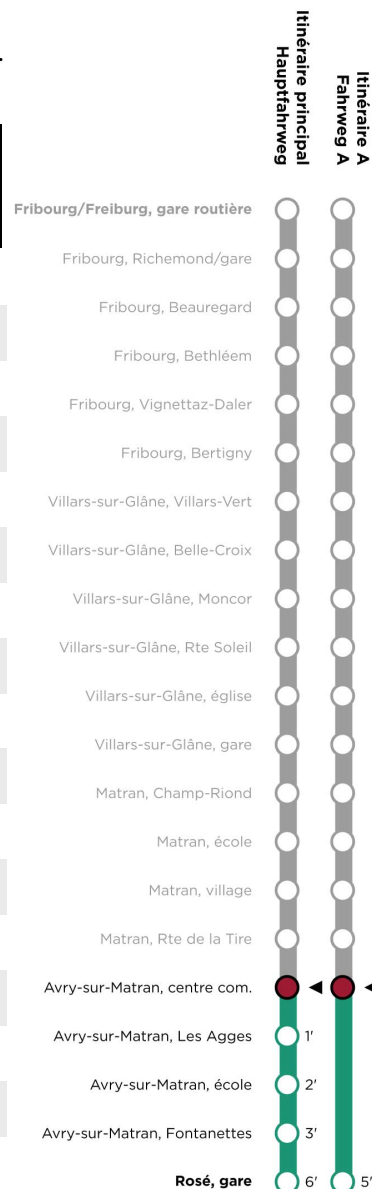 Itinéraire principal
Hauptfahrweg
Itinéraire A
Fahrweg A
Fribourg/Freiburg, gare routière
Fribourg, Richemond/gare
Fribourg, Beauregard
Fribourg, Bethléem
Fribourg, Vignettaz-Daler
Fribourg, Bertigny
Villars-sur-Glâne, Villars-Vert
Villars-sur-Glâne, Belle-Croix
Villars-sur-Glâne, Moncor
Villars-sur-Glâne, Rte Soleil
Villars-sur-Glâne, église
Villars-sur-Glâne, gare
Matran, Champ-Riond
Matran, école
Matran, village
Matran, Rte de la Tire
Avry-sur-Matran, centre com.
Avry-sur-Matran, Les Agges 1'
Avry-sur-Matran, école 2'
Avry-sur-Matran, Fontanettes 3'
Rosé, gare 6' 5'